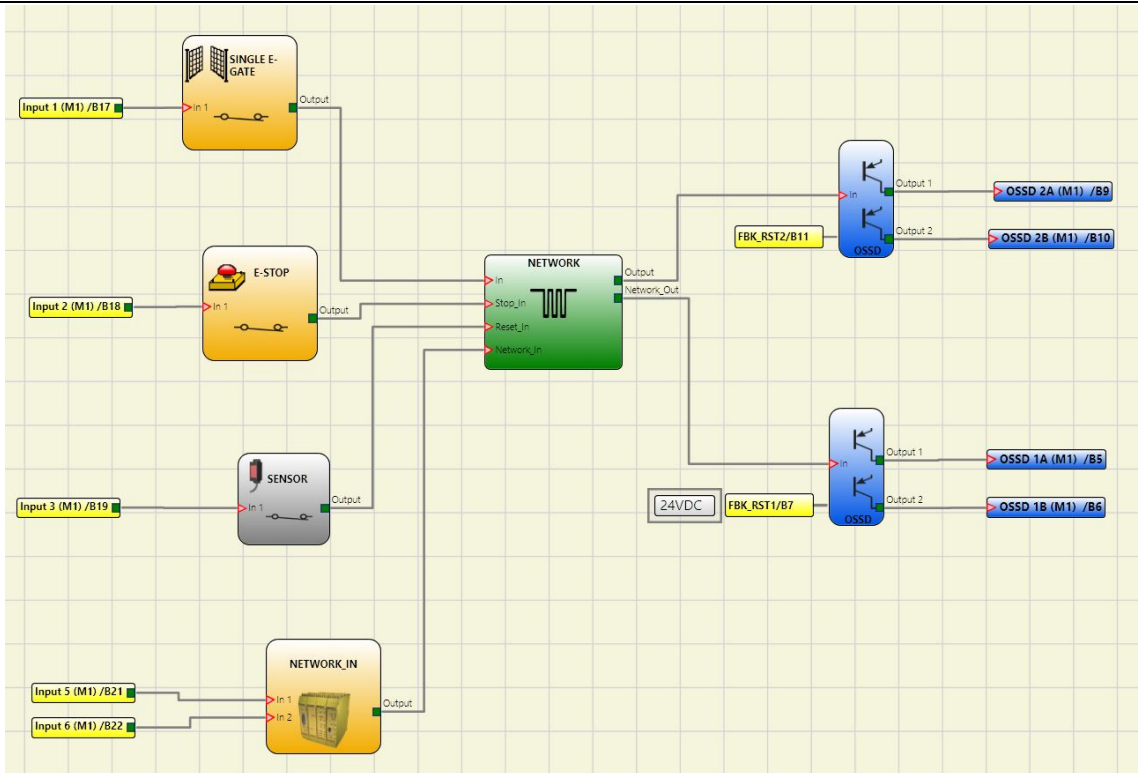 SINGLE E-
GATE
Input 1 (M1) /B17
In 1
Output
E-STOP
Input 2 (M1) /B18
In 1
Output
SENSOR
Input 3 (M1) /B19
In 1
Output
NETWORK_IN
Input 5 (M1) /B21
In 1
Input 6 (M1) /B22
In 2
Output
NETWORK
In
Stop_In
Reset_In
Network_In
Output
Network_Out
In
Output 1
Output 2
OSSD
FBK_RST2/B11
OSSD 2A (M1) /B9
OSSD 2B (M1) /B10
In
Output 1
Output 2
OSSD
24VDC
FBK_RST1/B7
OSSD 1A (M1) /B5
OSSD 1B (M1) /B6